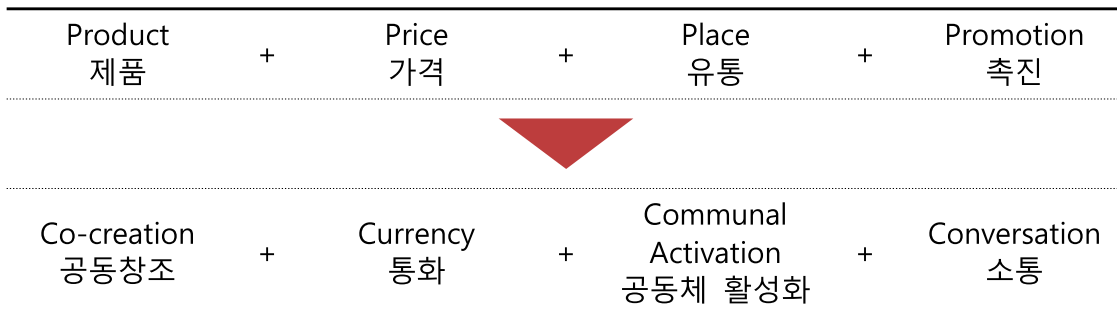 Product + Price + Place + Promotion
제품 가격 유통 촉진
Communal
Co-creation + Currency + Activation + Conversation
공동창조 통화 공동체 활성화 소통